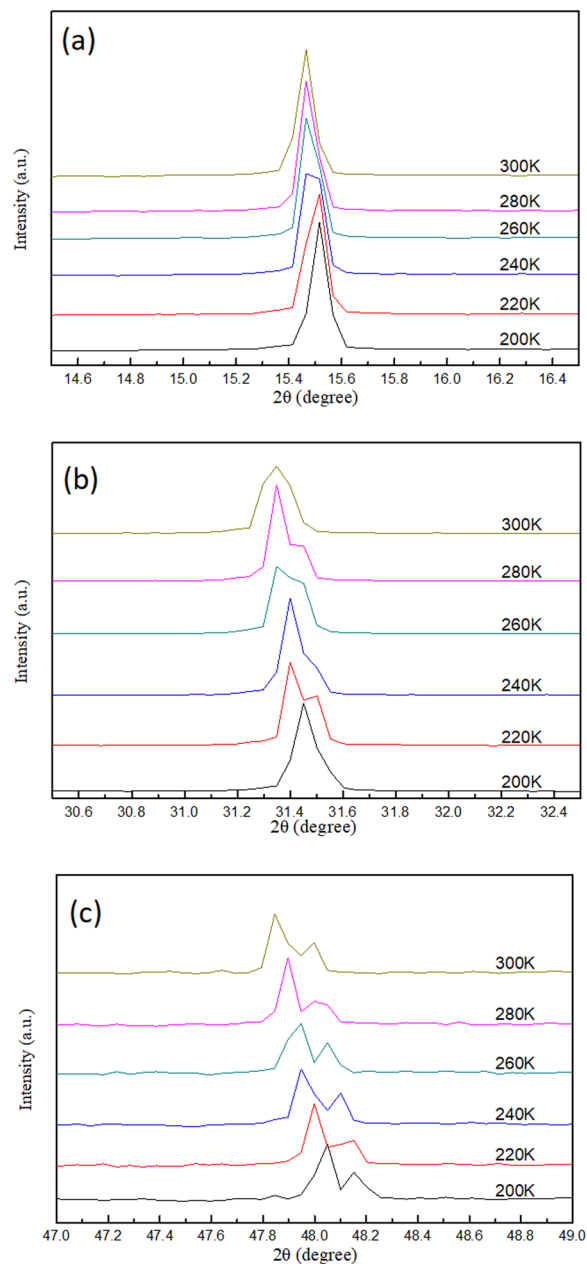 (a)
Intensity (a.u.)
300K
280K
260K
240K
220K
200K
14.6 14.8 15.0 15.2 15.4 15.6 15.8 16.0 16.2 16.4
2θ (degree)
(b)
Intensity (a.u.)
300K
280K
260K
240K
220K
200K
30.6 30.8 31.0 31.2 31.4 31.6 31.8 32.0 32.2 32.4
2θ (degree)
(c)
Intensity (a.u.)
300K
280K
260K
240K
220K
200K
47.0 47.2 47.4 47.6 47.8 48.0 48.2 48.4 48.6 48.8 49.0
2θ (degree)